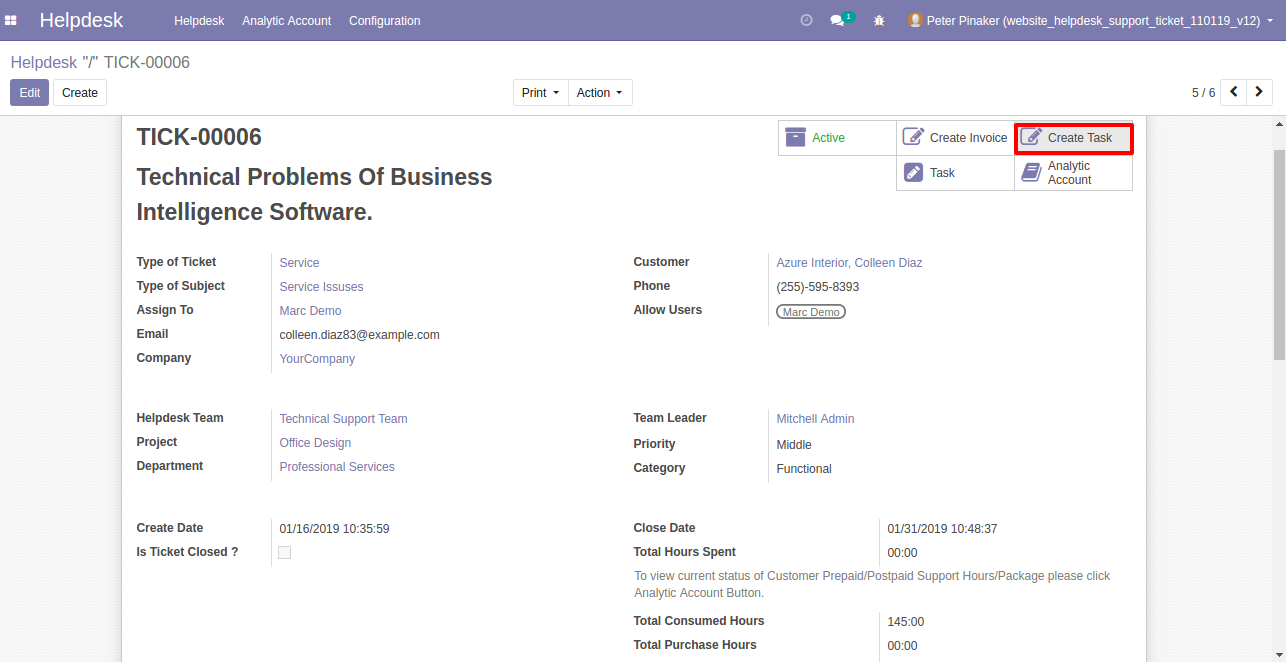 Helpdesk Helpdesk Analytic Account Configuration 1 Peter Pinaker (website_helpdesk_support_ticket_110119_v12)
Helpdesk "/" TICK-00006
Edit Create Print Action 5 / 6
TICK-00006
Active Create Invoice Create Task
Technical Problems Of Business
Intelligence Software.
Task Analytic
Account
Type of Ticket Service
Type of Subject Service Issuses
Assign To Marc Demo
Email colleen.diaz83@example.com
Company YourCompany
Customer Azure Interior, Colleen Diaz
Phone (255)-595-8393
Allow Users Marc Demo
Helpdesk Team Technical Support Team
Project Office Design
Department Professional Services
Team Leader Mitchell Admin
Priority Middle
Category Functional
Create Date 01/16/2019 10:35:59
Is Ticket Closed ?
Close Date 01/31/2019 10:48:37
Total Hours Spent 00:00
To view current status of Customer Prepaid/Postpaid Support Hours/Package please click
Analytic Account Button.
Total Consumed Hours 145:00
Total Purchase Hours 00:00